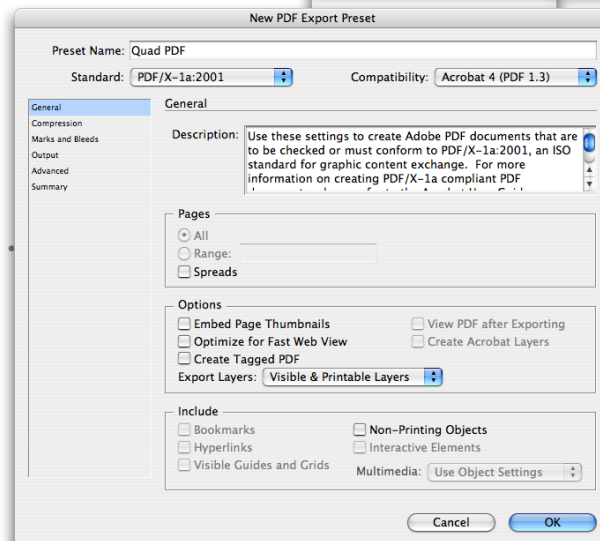 New PDF Export Preset
Preset Name: Quad PDF
Standard: PDF/X-1a:2001 Compatibility: Acrobat 4 (PDF 1.3)
General
Compression
Marks and Bleeds
Output
Advanced
Summary
General
Description: Use these settings to create Adobe PDF documents that are
to be checked or must conform to PDF/X-1a:2001, an ISO
standard for graphic content exchange. For more
information on creating PDF/X-1a compliant PDF
Pages
All
Range:
Spreads
Options
Embed Page Thumbnails View PDF after Exporting
Optimize for Fast Web View Create Acrobat Layers
Create Tagged PDF
Export Layers: Visible & Printable Layers
Include
Bookmarks Non-Printing Objects
Hyperlinks Interactive Elements
Visible Guides and Grids Multimedia: Use Object Settings
Cancel OK